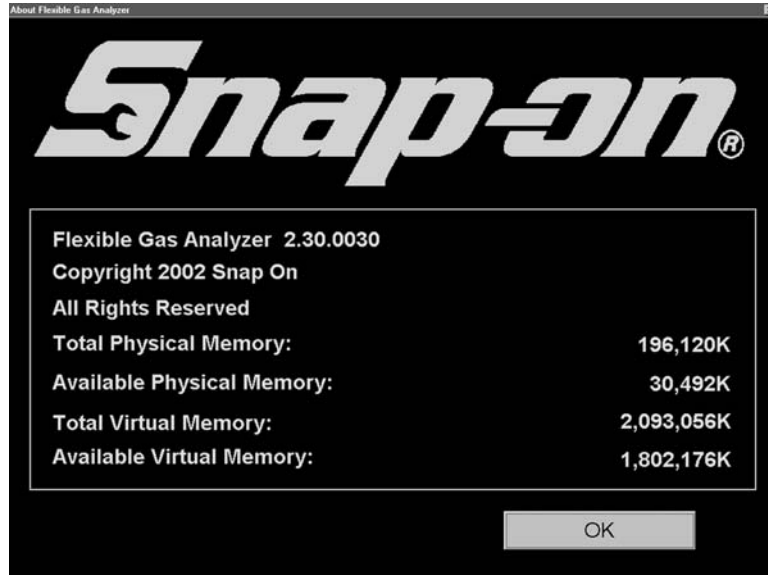 About Flexible Gas Analyzer
Snap-on®
Flexible Gas Analyzer 2.30.0030
Copyright 2002 Snap On
All Rights Reserved
Total Physical Memory: 196,120K
Available Physical Memory: 30,492K
Total Virtual Memory: 2,093,056K
Available Virtual Memory: 1,802,176K
OK